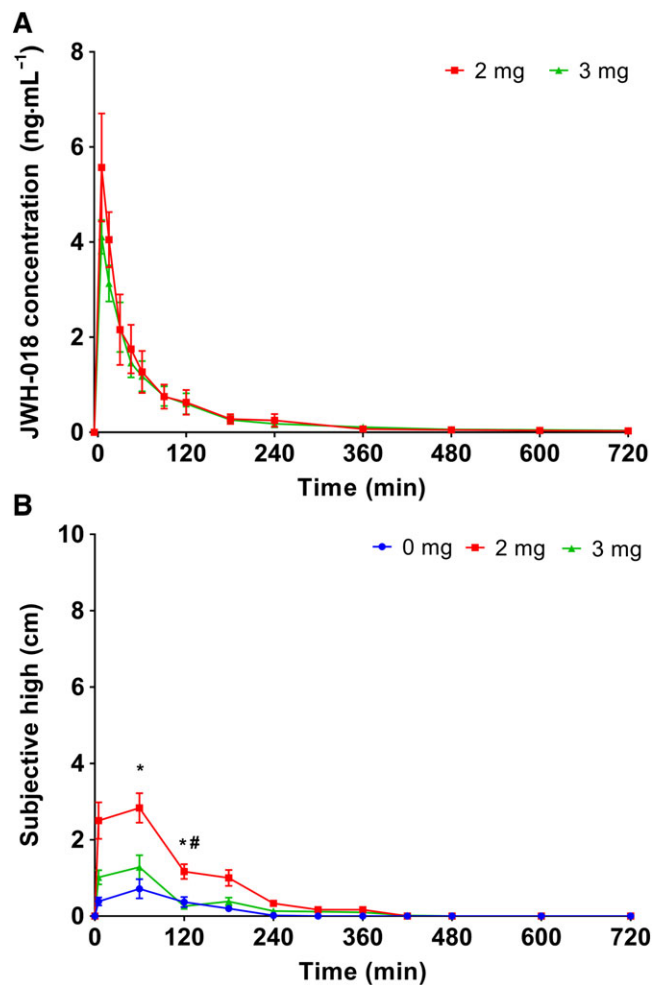 A
JWH-018 concentration (ng·mL⁻¹)
8
6
4
2
0
2 mg 3 mg
0 120 240 360 480 600 720
Time (min)
B
Subjective high (cm)
10
8
6
4
2
0
0 mg 2 mg 3 mg
*
*#
0 120 240 360 480 600 720
Time (min)